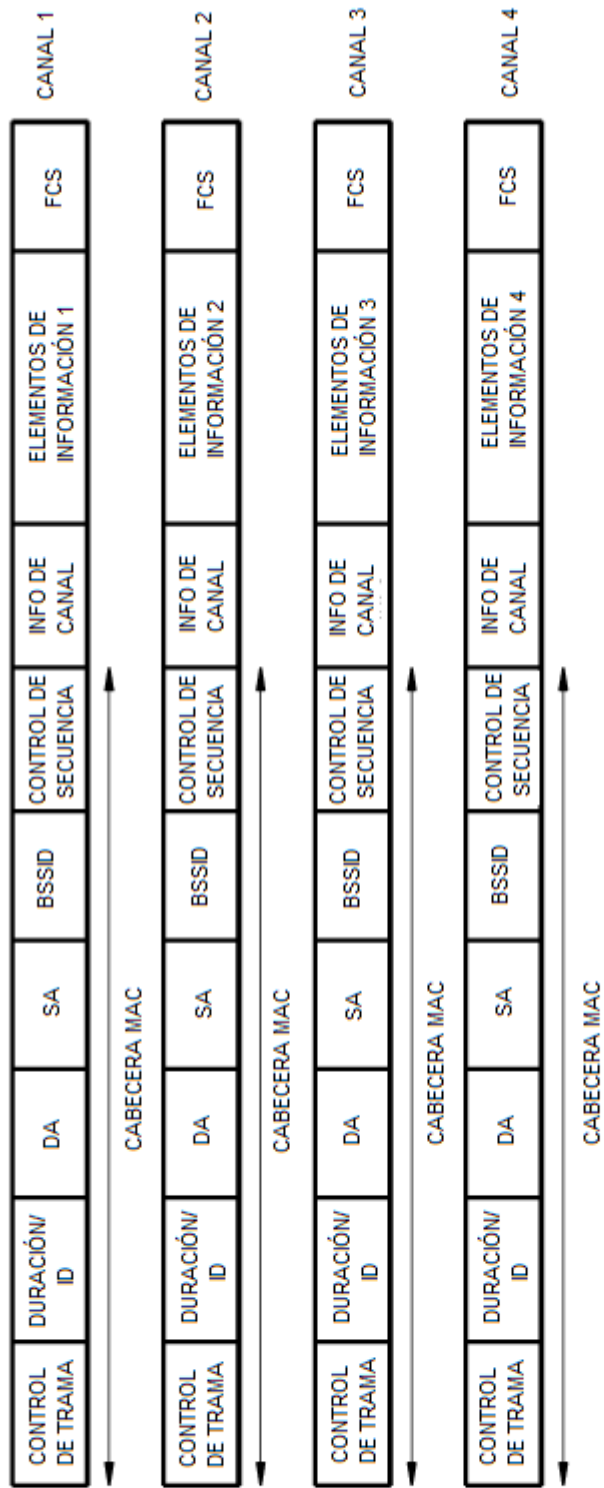 CONTROL
DE TRAMA
DURACIÓN/
ID
DA
SA
BSSID
CONTROL DE
SECUENCIA
INFO DE
CANAL
ELEMENTOS DE
INFORMACIÓN 1
FCS
CANAL 1
CABECERA MAC
CONTROL
DE TRAMA
DURACIÓN/
ID
DA
SA
BSSID
CONTROL DE
SECUENCIA
INFO DE
CANAL
ELEMENTOS DE
INFORMACIÓN 2
FCS
CANAL 2
CABECERA MAC
CONTROL
DE TRAMA
DURACIÓN/
ID
DA
SA
BSSID
CONTROL DE
SECUENCIA
INFO DE
CANAL
ELEMENTOS DE
INFORMACIÓN 3
FCS
CANAL 3
CABECERA MAC
CONTROL
DE TRAMA
DURACIÓN/
ID
DA
SA
BSSID
CONTROL DE
SECUENCIA
INFO DE
CANAL
ELEMENTOS DE
INFORMACIÓN 4
FCS
CANAL 4
CABECERA MAC